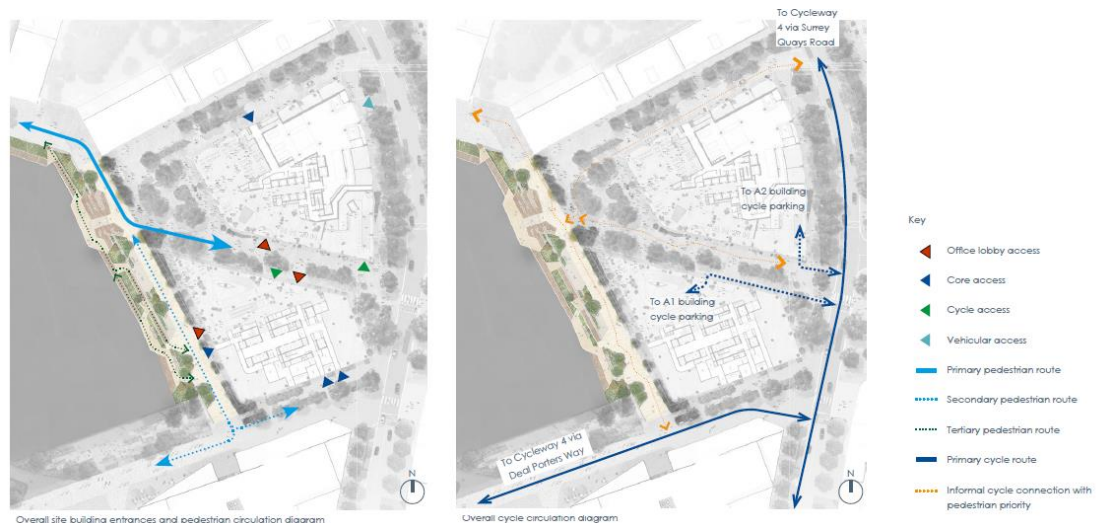 To Cycleway
4 via Surrey
Quays Road
To A2 building
cycle parking
To A1 building
cycle parking
To Cycleway 4 via
Deal Porters Way
N
N
Overall site building entrances and pedestrian circulation diagram
Overall cycle circulation diagram
Key
Office lobby access
Core access
Cycle access
Vehicular access
Primary pedestrian route
Secondary pedestrian route
Tertiary pedestrian route
Primary cycle route
Informal cycle connection with
pedestrian priority